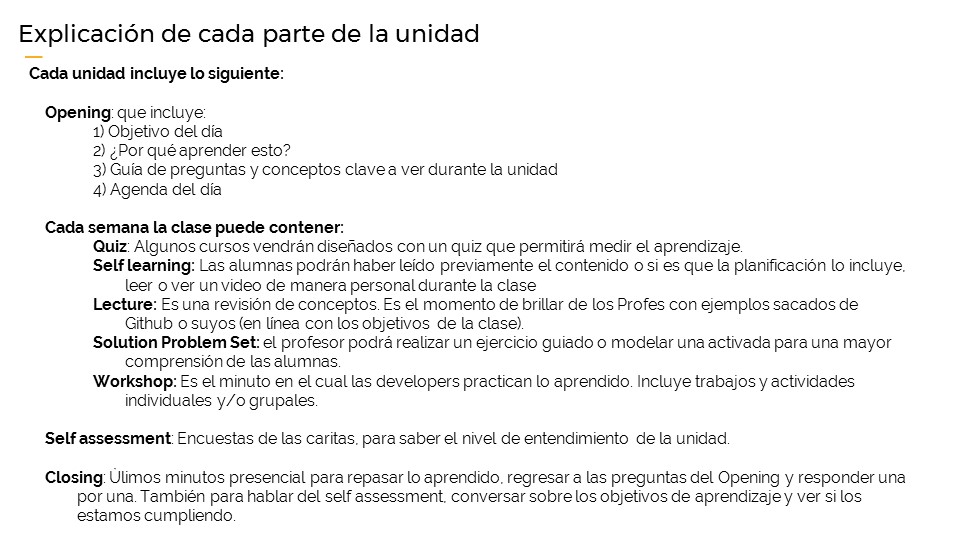 Explicación de cada parte de la unidad
Cada unidad incluye lo siguiente:
Opening: que incluye:
1) Objetivo del día
2) ¿Por qué aprender esto?
3) Guía de preguntas y conceptos clave a ver durante la unidad
4) Agenda del día
Cada semana la clase puede contener:
Quiz: Algunos cursos vendrán diseñados con un quiz que permitirá medir el aprendizaje.
Self learning: Las alumnas podrán haber leído previamente el contenido o si es que la planificación lo incluye,
leer o ver un video de manera personal durante la clase
Lecture: Es una revisión de conceptos. Es el momento de brillar de los Profes con ejemplos sacados de
Github o suyos (en línea con los objetivos de la clase).
Solution Problem Set: el profesor podrá realizar un ejercicio guiado o modelar una activada para una mayor
comprensión de las alumnas.
Workshop: Es el minuto en el cual las developers practican lo aprendido. Incluye trabajos y actividades
individuales y/o grupales.
Self assessment: Encuestas de las caritas, para saber el nivel de entendimiento de la unidad.
Closing: Úlimos minutos presencial para repasar lo aprendido, regresar a las preguntas del Opening y responder una
por una. También para hablar del self assessment, conversar sobre los objetivos de aprendizaje y ver si los
estamos cumpliendo.